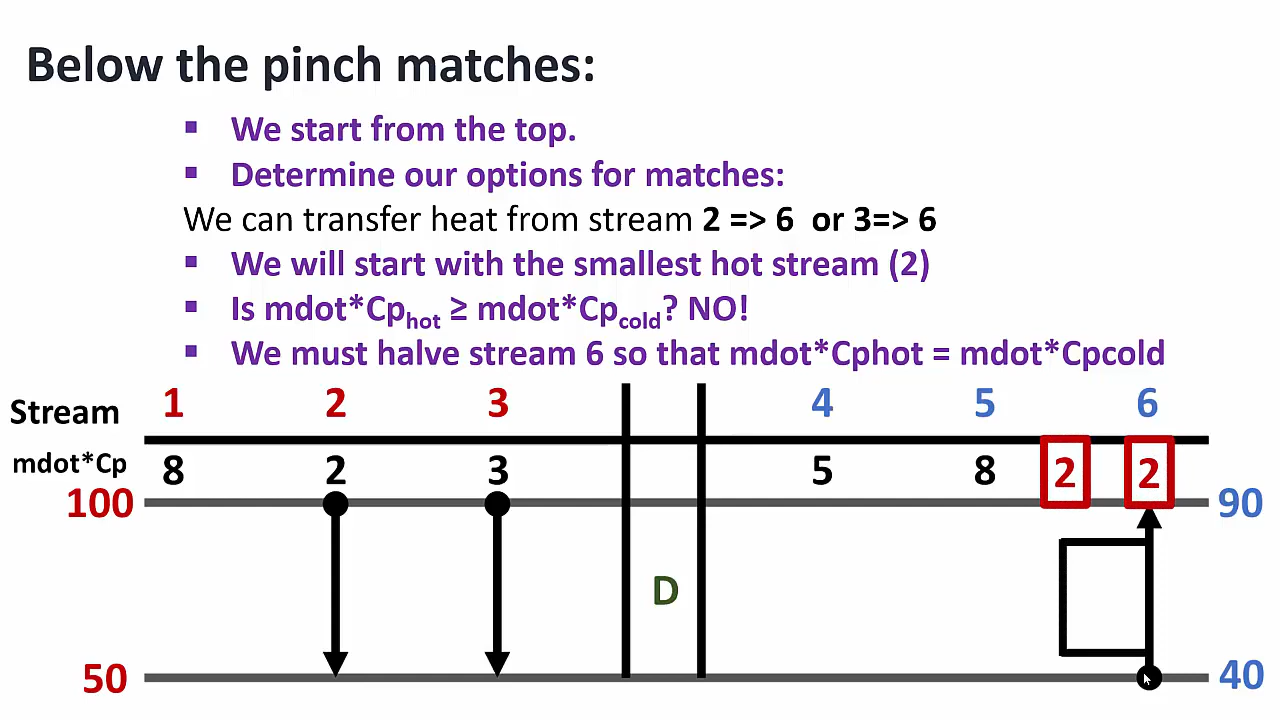 Below the pinch matches:
▪ We start from the top.
▪ Determine our options for matches:
We can transfer heat from stream 2 => 6 or 3=> 6
▪ We will start with the smallest hot stream (2)
▪ Is mdot*Cphot ≥ mdot*Cpcold? NO!
▪ We must halve stream 6 so that mdot*Cphot = mdot*Cpcold
Stream 1 2 3 4 5 6
mdot*Cp 8 2 3 5 8 2 2
100 90
D
50 40